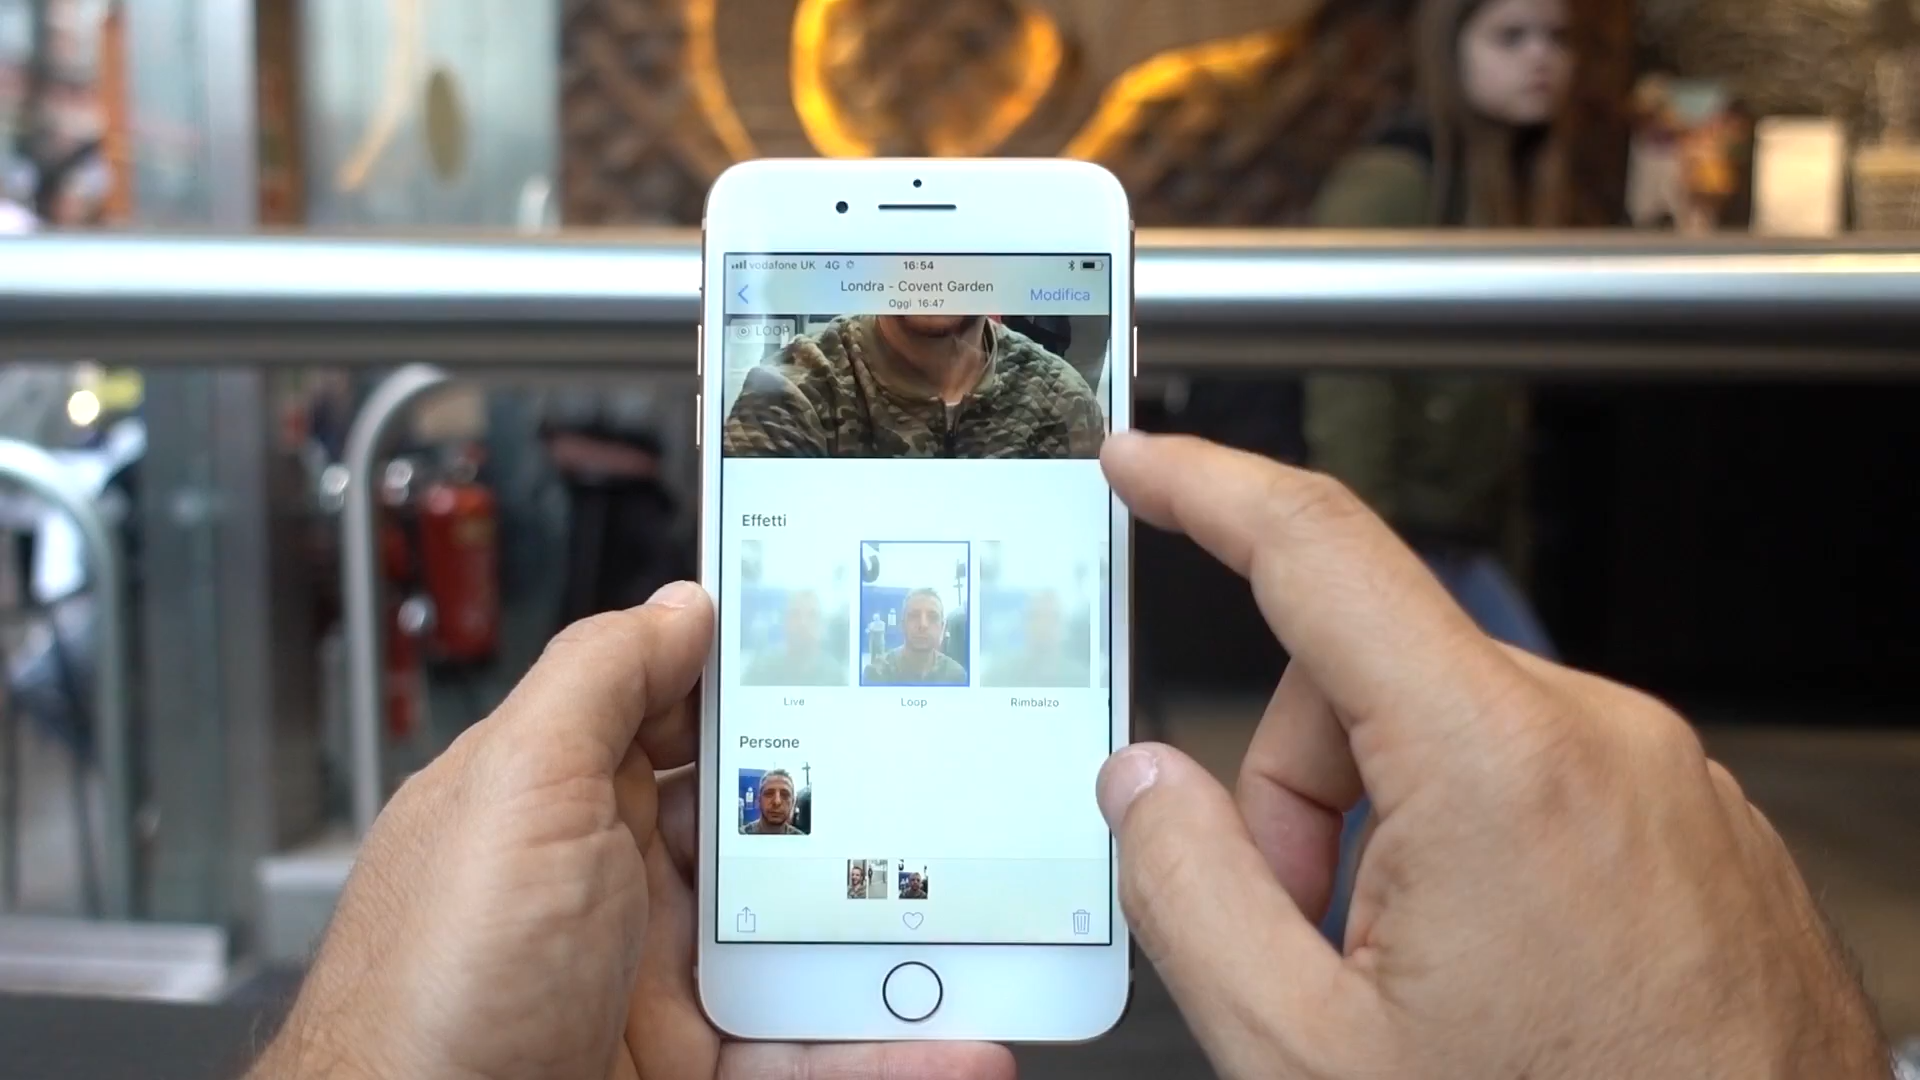 vodafone UK 4G 16:54
Londra - Covent Garden
Oggi 16:47
Modifica
LOOP
Effetti
Live
Loop
Rimbalzo
Persone